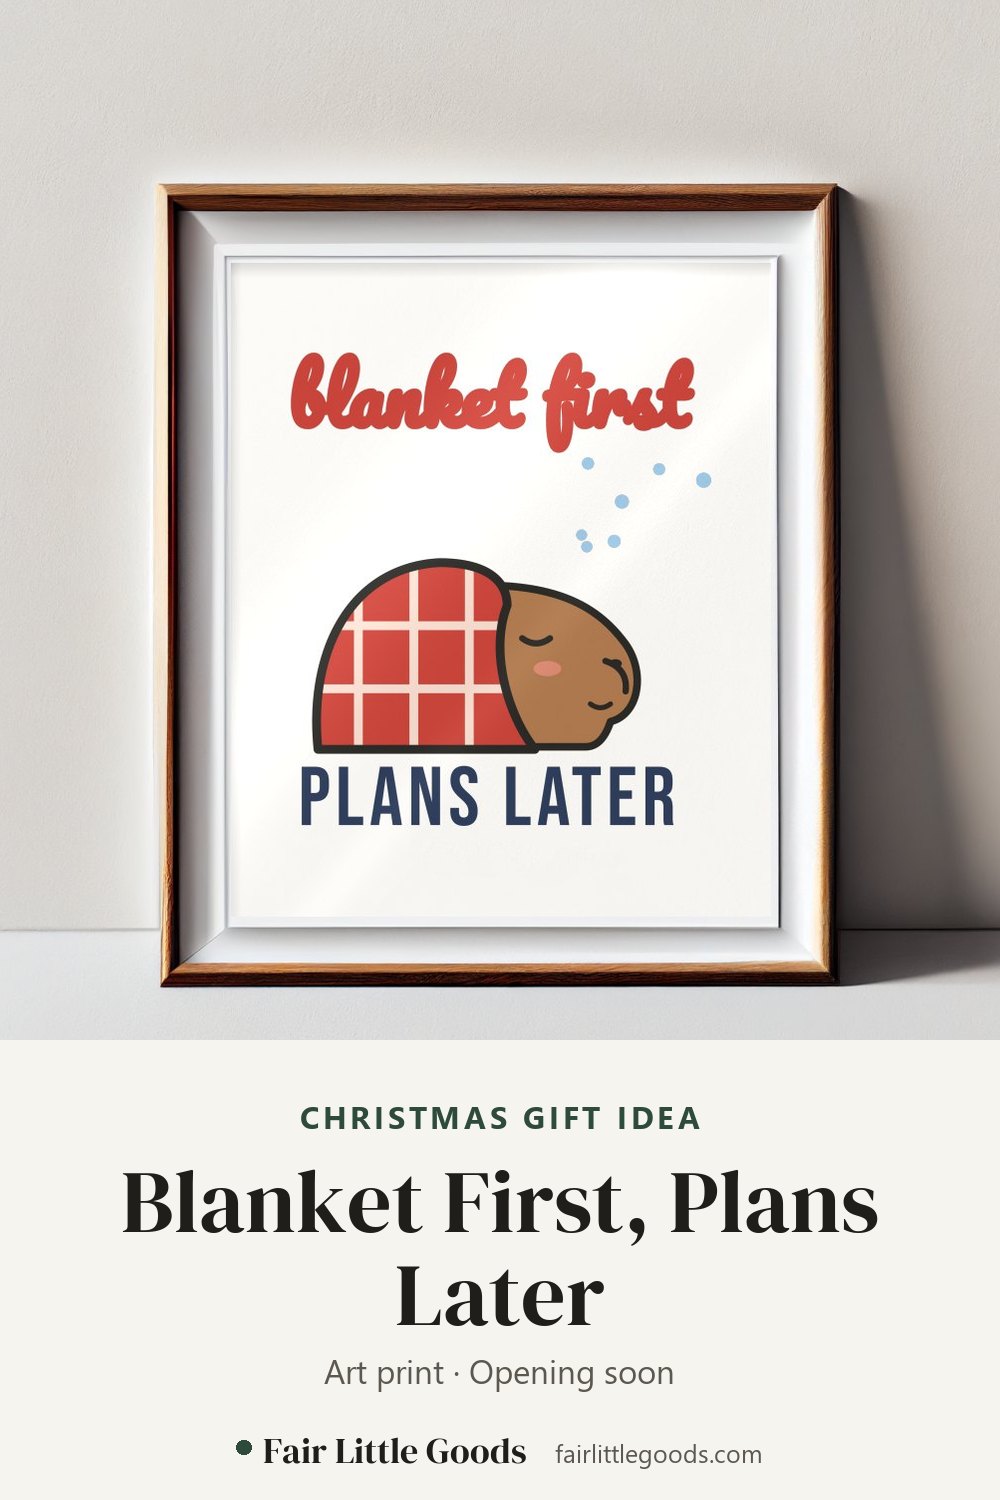 blanket first
PLANS LATER
CHRISTMAS GIFT IDEA
Blanket First, Plans
Later
Art print · Opening soon
Fair Little Goods fairlittlegoods.com